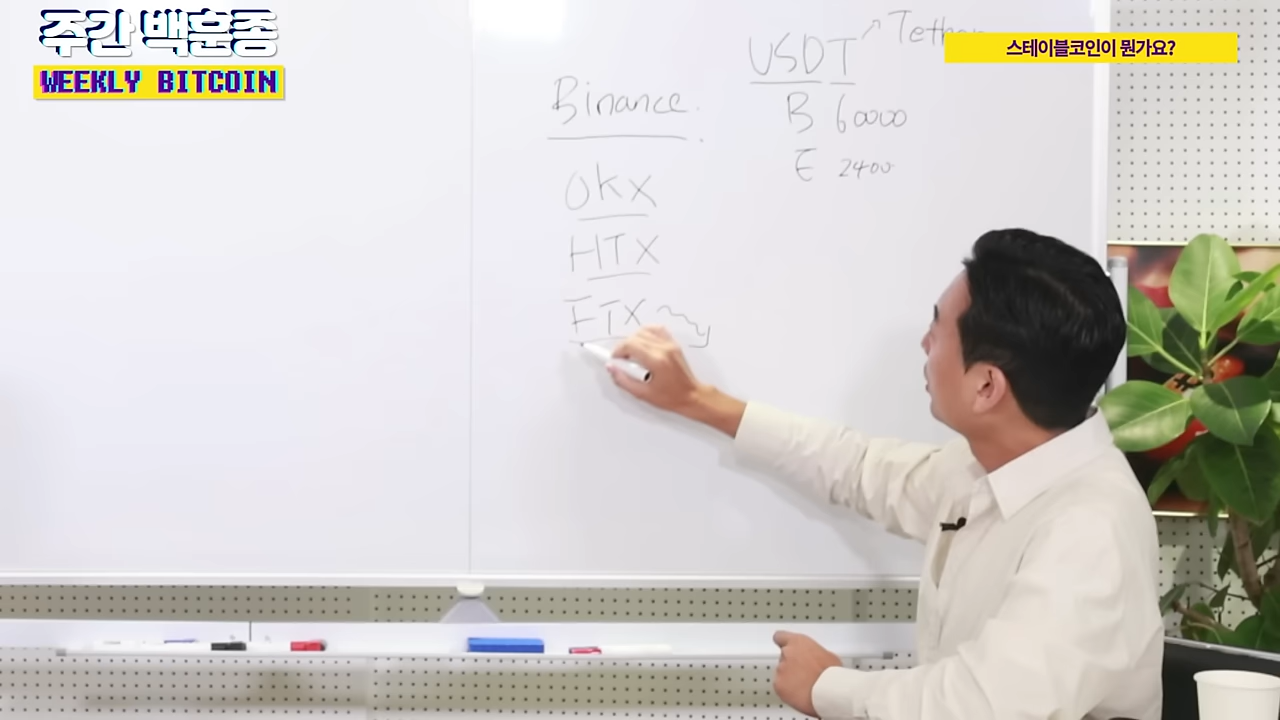 주간 백훈종
WEEKLY BITCOIN
스테이블코인이 뭔가요?
Binance.
OKX
HTX
FTX
USDT Tether
B 60000
E 2400